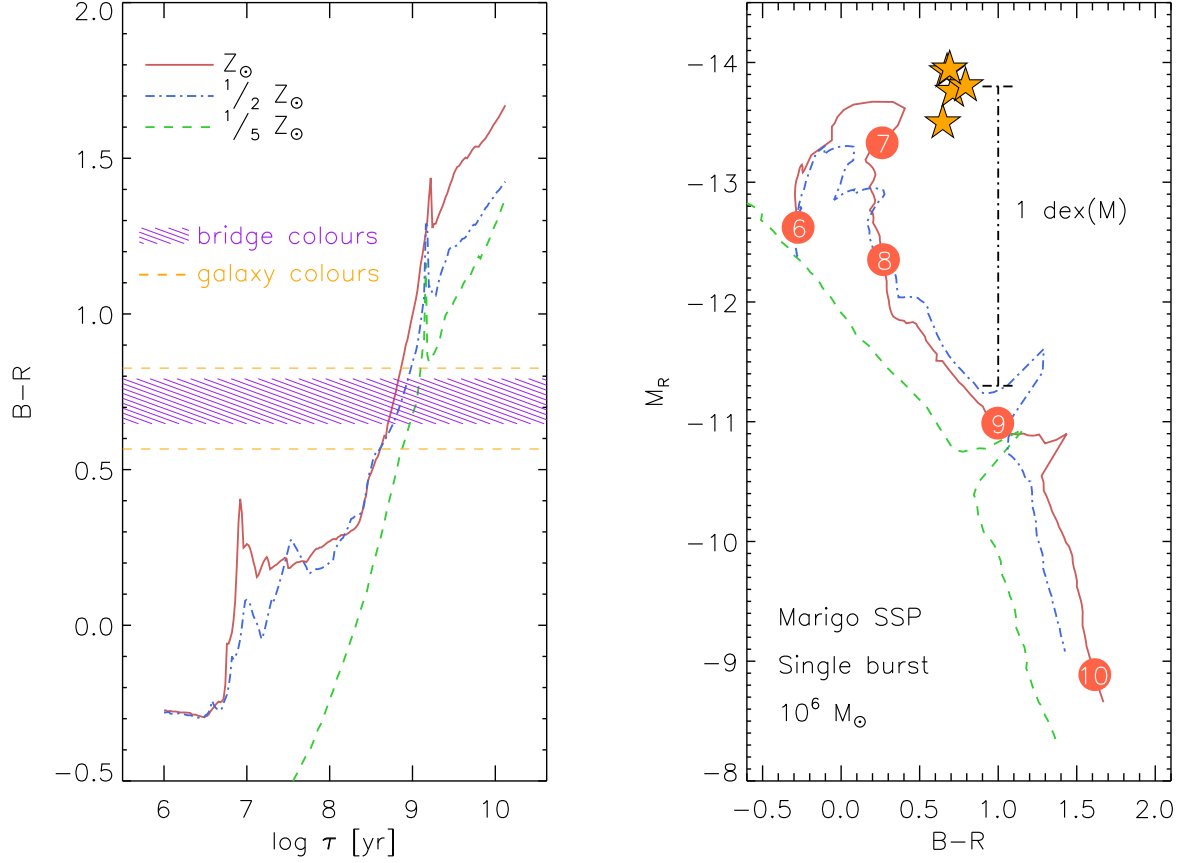 2.0
1.5
1.0
0.5
0.0
−0.5
B−R
Z⊙
1/2 Z⊙
1/5 Z⊙
bridge colours
galaxy colours
6 7 8 9 10
log τ [yr]
−14
−13
−12
−11
−10
−9
−8
M_R
7
6
8
9
10
1 dex(M)
Marigo SSP
Single burst
10⁶ M⊙
−0.5 0.0 0.5 1.0 1.5 2.0
B−R